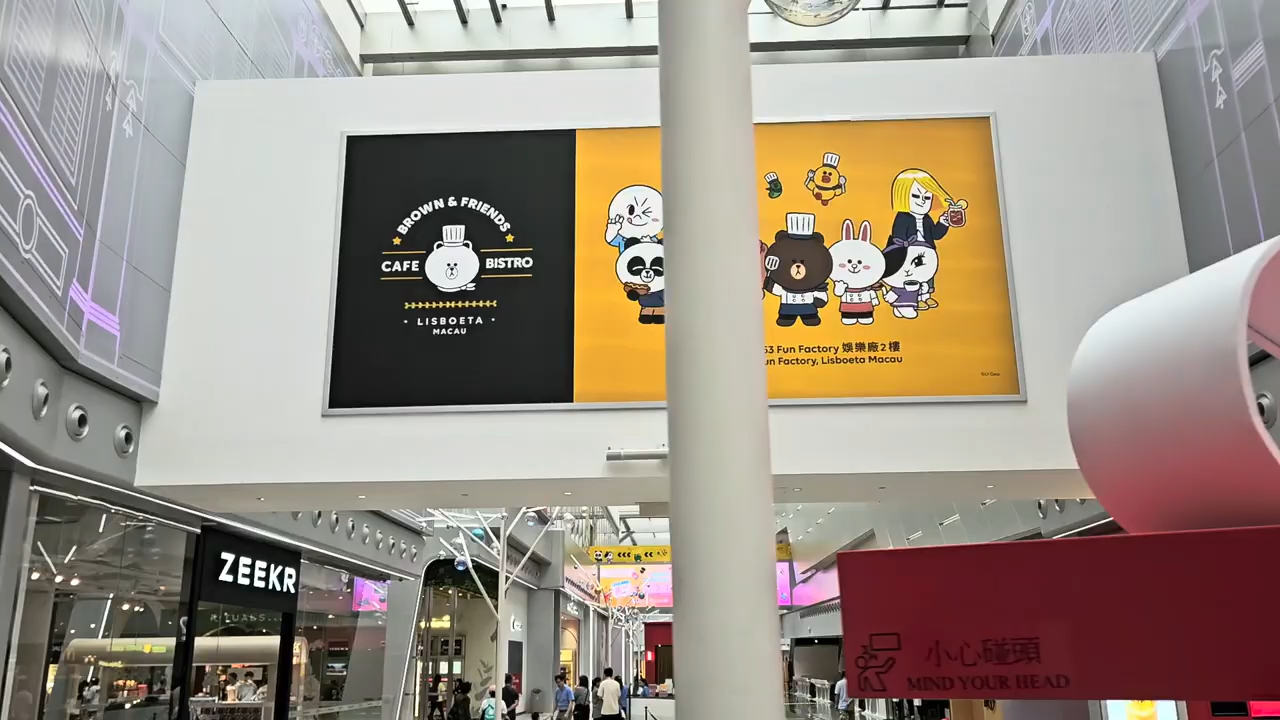 BROWN & FRIENDS
CAFE BISTRO
· LISBOETA ·
MACAU
53 Fun Factory 娛樂廠2樓
un Factory, Lisboeta Macau
ZEEKR
RITUALS...
小心碰頭
MIND YOUR HEAD